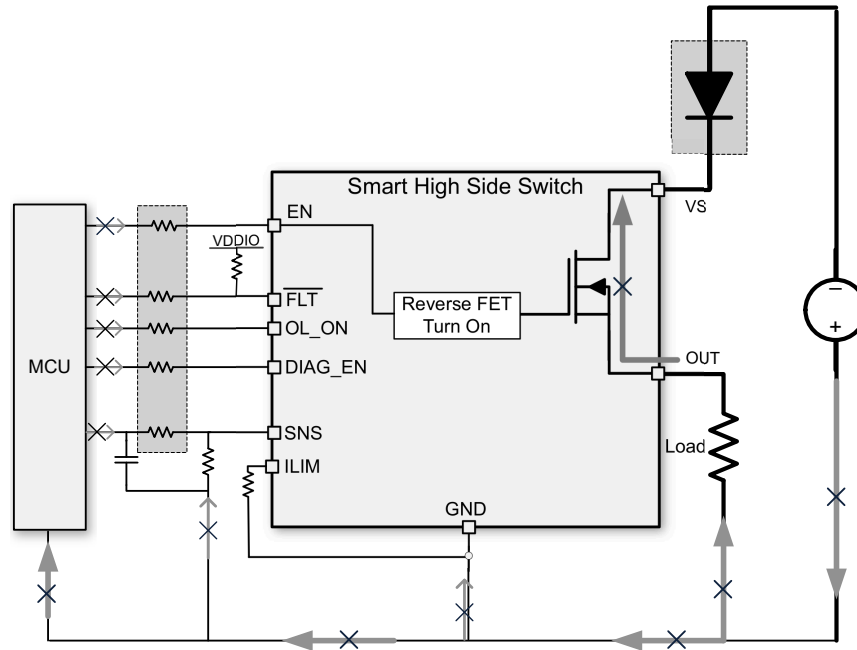 Smart High Side Switch
VS
EN
VDDIO
FLT
OL_ON
DIAG_EN
SNS
ILIM
MCU
Reverse FET
Turn On
OUT
Load
GND
−
+